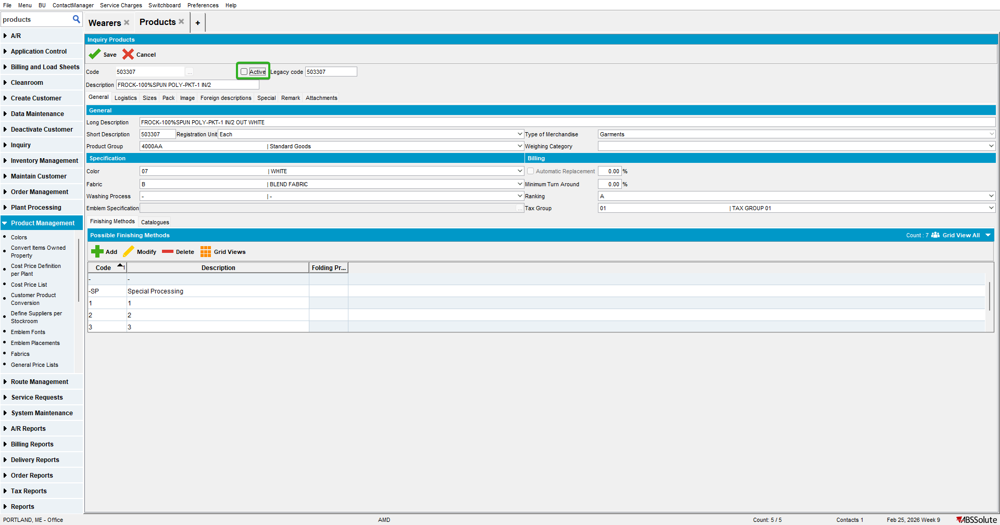 File Menu BU ContactManager Service Charges Switchboard Preferences Help
products
Wearers
Products
+
A/R
Application Control
Billing and Load Sheets
Cleanroom
Create Customer
Data Maintenance
Deactivate Customer
Inquiry
Inventory Management
Maintain Customer
Order Management
Plant Processing
Product Management
Colors
Convert Items Owned
Property
Cost Price Definition
per Plant
Cost Price List
Customer Product
Conversion
Define Suppliers per
Stockroom
Emblem Fonts
Emblem Placements
Fabrics
General Price Lists
Route Management
Service Requests
System Maintenance
A/R Reports
Billing Reports
Delivery Reports
Order Reports
Tax Reports
Reports
Inquiry Products
Save Cancel
Code 503307 ... Active Legacy code 503307
Description FROCK-100%SPUN POLY-PKT-1 IN/2
General Logistics Sizes Pack Image Foreign descriptions Special Remark Attachments
General
Long Description FROCK-100%SPUN POLY-PKT-1 IN/2 OUT WHITE
Short Description 503307 Registration Unit Each Type of Merchandise Garments
Product Group 4000AA | Standard Goods Weighing Category
Specification Billing
Color 07 | WHITE Automatic Replacement 0.00 %
Fabric B | BLEND FABRIC Minimum Turn Around 0.00 %
Washing Process - | - Ranking A
Emblem Specification ... Tax Group 01 | TAX GROUP 01
Finishing Methods Catalogues
Possible Finishing Methods Count : 7 Grid View All
Add Modify Delete Grid Views
Code 1 Description Folding Pr...
- -
-SP Special Processing
1 1
2 2
3 3
PORTLAND, ME - Office AMD Count: 5 / 5 Contacts 1 Feb 25, 2026 Week 9 ABSSolute